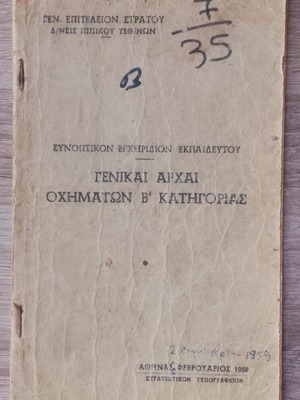 ΓΕΝ. ΕΠΙΤΕΛΕΙΟΝ ΣΤΡΑΤΟΥ
Δ/ΝΣΙΣ ΙΠΠΙΚΟΥ ΤΕΘ/ΝΩΝ
7
35
β
ΣΥΝΟΠΤΙΚΟΝ ΕΓΧΕΙΡΙΔΙΟΝ ΕΚΠΑΙΔΕΥΤΟΥ
ΓΕΝΙΚΑΙ ΑΡΧΑΙ
ΟΧΗΜΑΤΩΝ Β' ΚΑΤΗΓΟΡΙΑΣ
1959
ΑΘΗΝΑΙ ΦΕΒΡΟΥΑΡΙΟΣ 1959
ΣΤΡΑΤΙΩΤΙΚΟΝ ΤΥΠΟΓΡΑΦΕΙΟΝ